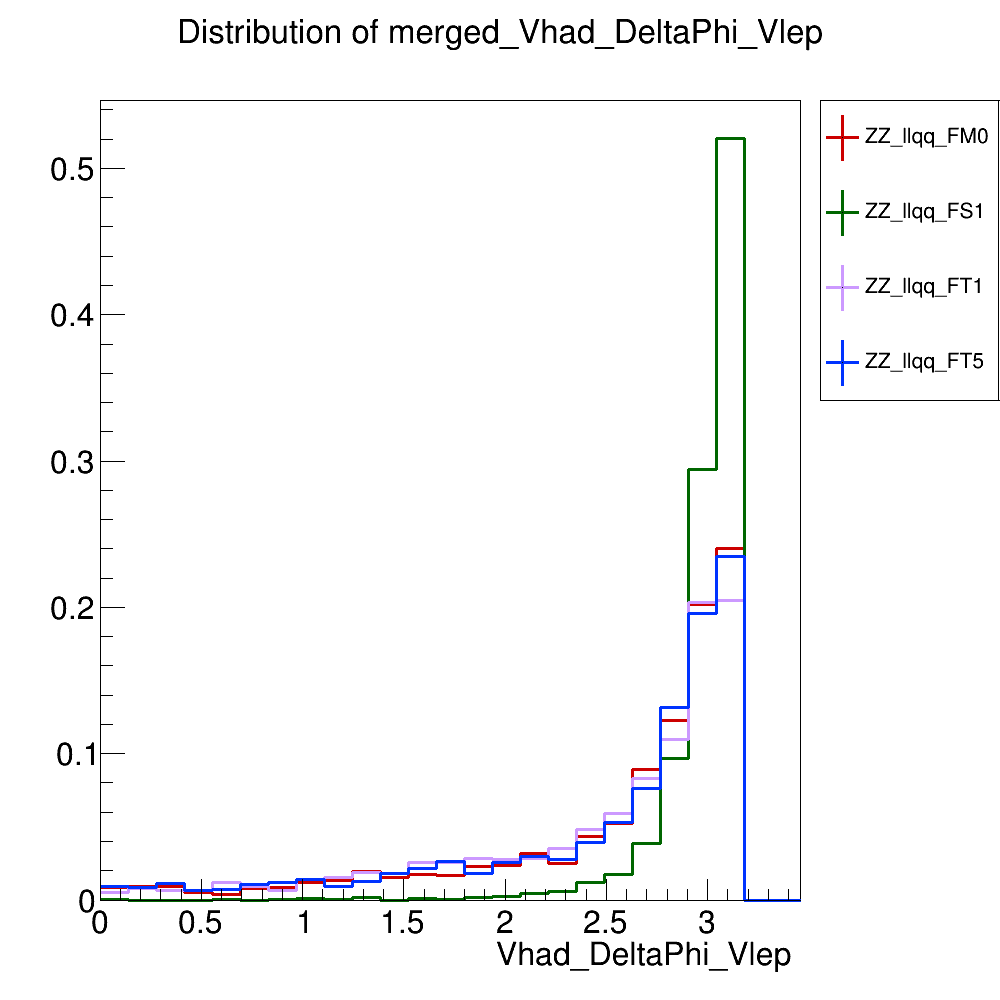 Distribution of merged_Vhad_DeltaPhi_Vlep
ZZ_llqq_FM0
ZZ_llqq_FS1
ZZ_llqq_FT1
ZZ_llqq_FT5
0.5
0.4
0.3
0.2
0.1
0
0 0.5 1 1.5 2 2.5 3
Vhad_DeltaPhi_Vlep